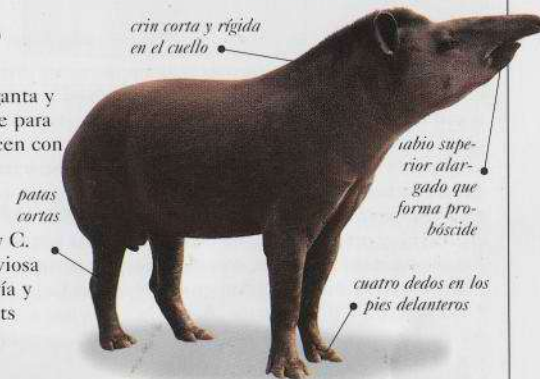 crin corta y rígida
en el cuello
anta y
e para
cen con
patas
cortas
y C.
viosa
ía y
ts
labio supe-
rior alar-
gado que
forma pro-
bóscide
cuatro dedos en los
pies delanteros